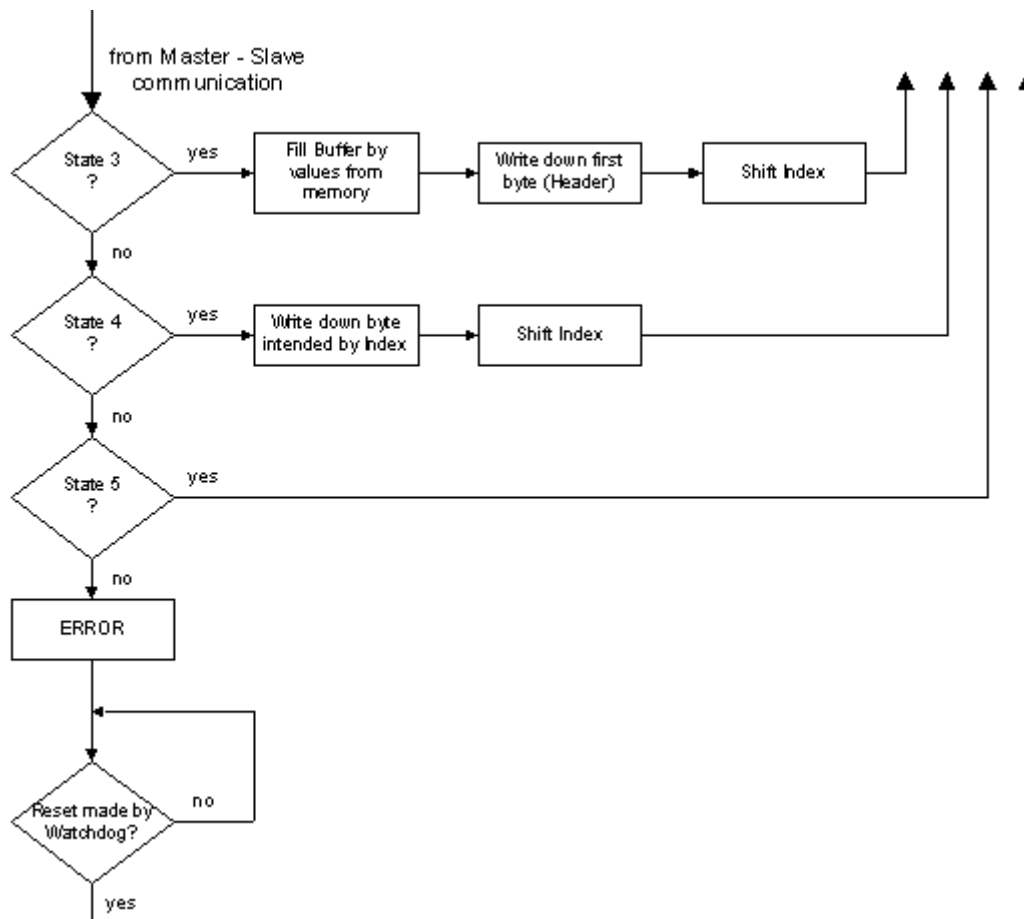 from Master - Slave
communication
State 3
?
yes
Fill Buffer by
values from
memory
Write down first
byte (Header)
Shift Index
no
State 4
?
yes
Write down byte
intended by Index
Shift Index
no
State 5
?
yes
no
ERROR
Reset made by
Watchdog?
no
yes